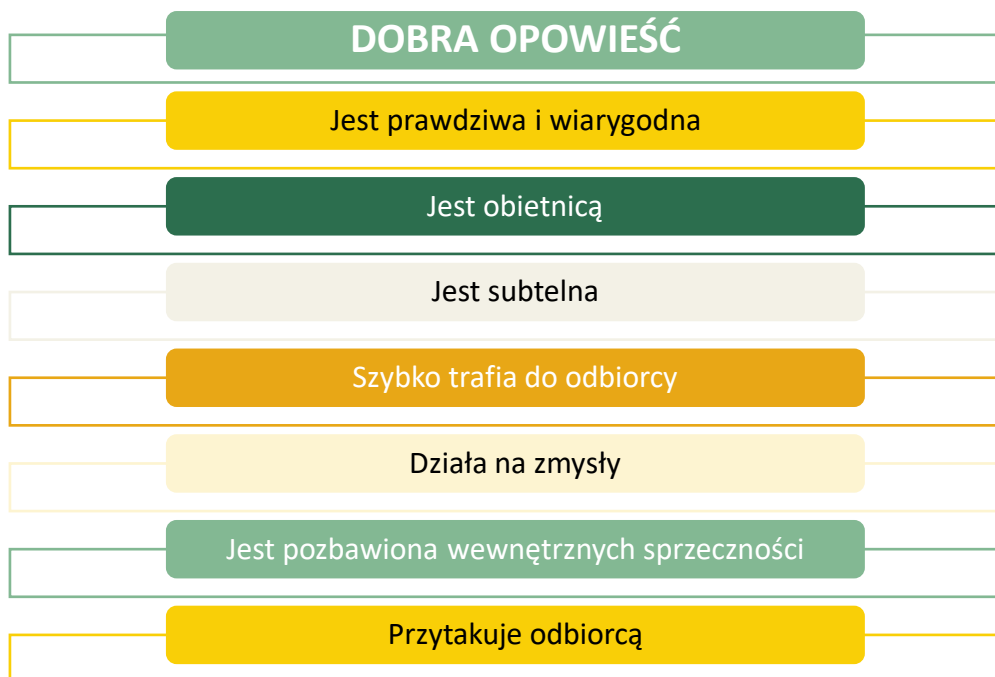 DOBRA OPOWIEŚĆ
Jest prawdziwa i wiarygodna
Jest obietnicą
Jest subtelna
Szybko trafia do odbiorcy
Działa na zmysły
Jest pozbawiona wewnętrznych sprzeczności
Przytakuje odbiorcą